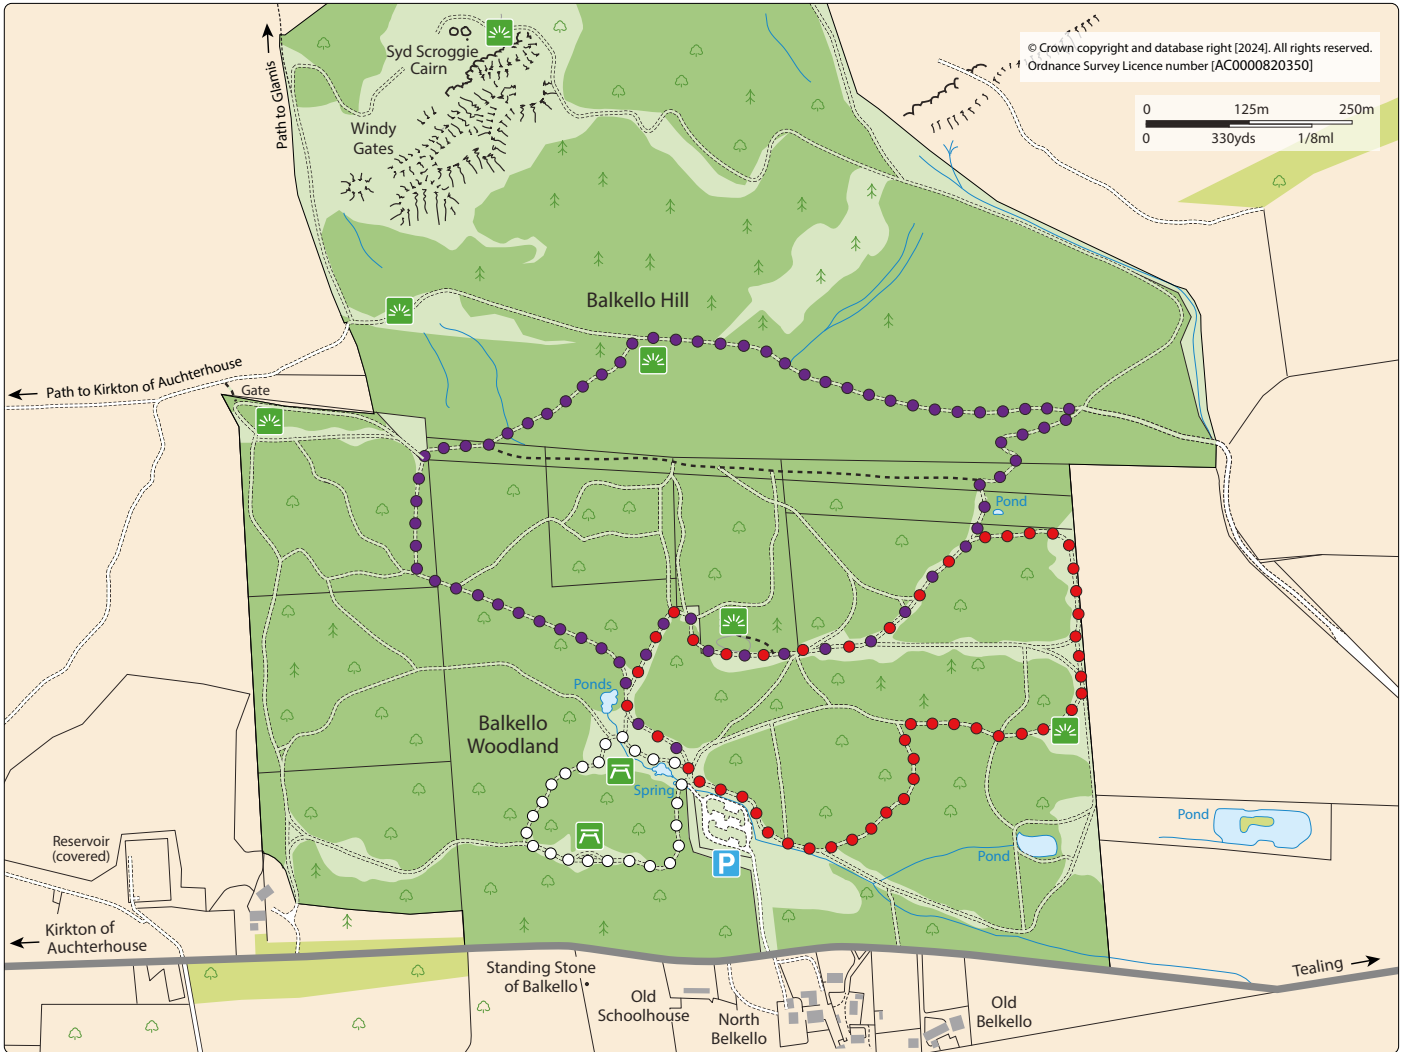 Syd Scroggie
Cairn
© Crown copyright and database right [2024]. All rights reserved.
Ordnance Survey Licence number [AC0000820350]
0 125m 250m
0 330yds 1/8ml
Path to Glamis
Windy
Gates
Balkello Hill
Path to Kirkton of Auchterhouse
Gate
Pond
Ponds
Balkello
Woodland
Spring
Pond
Pond
P
Reservoir
(covered)
Kirkton of
Auchterhouse
Tealing
Standing Stone
of Balkello
Old
Schoolhouse
North
Belkello
Old
Belkello